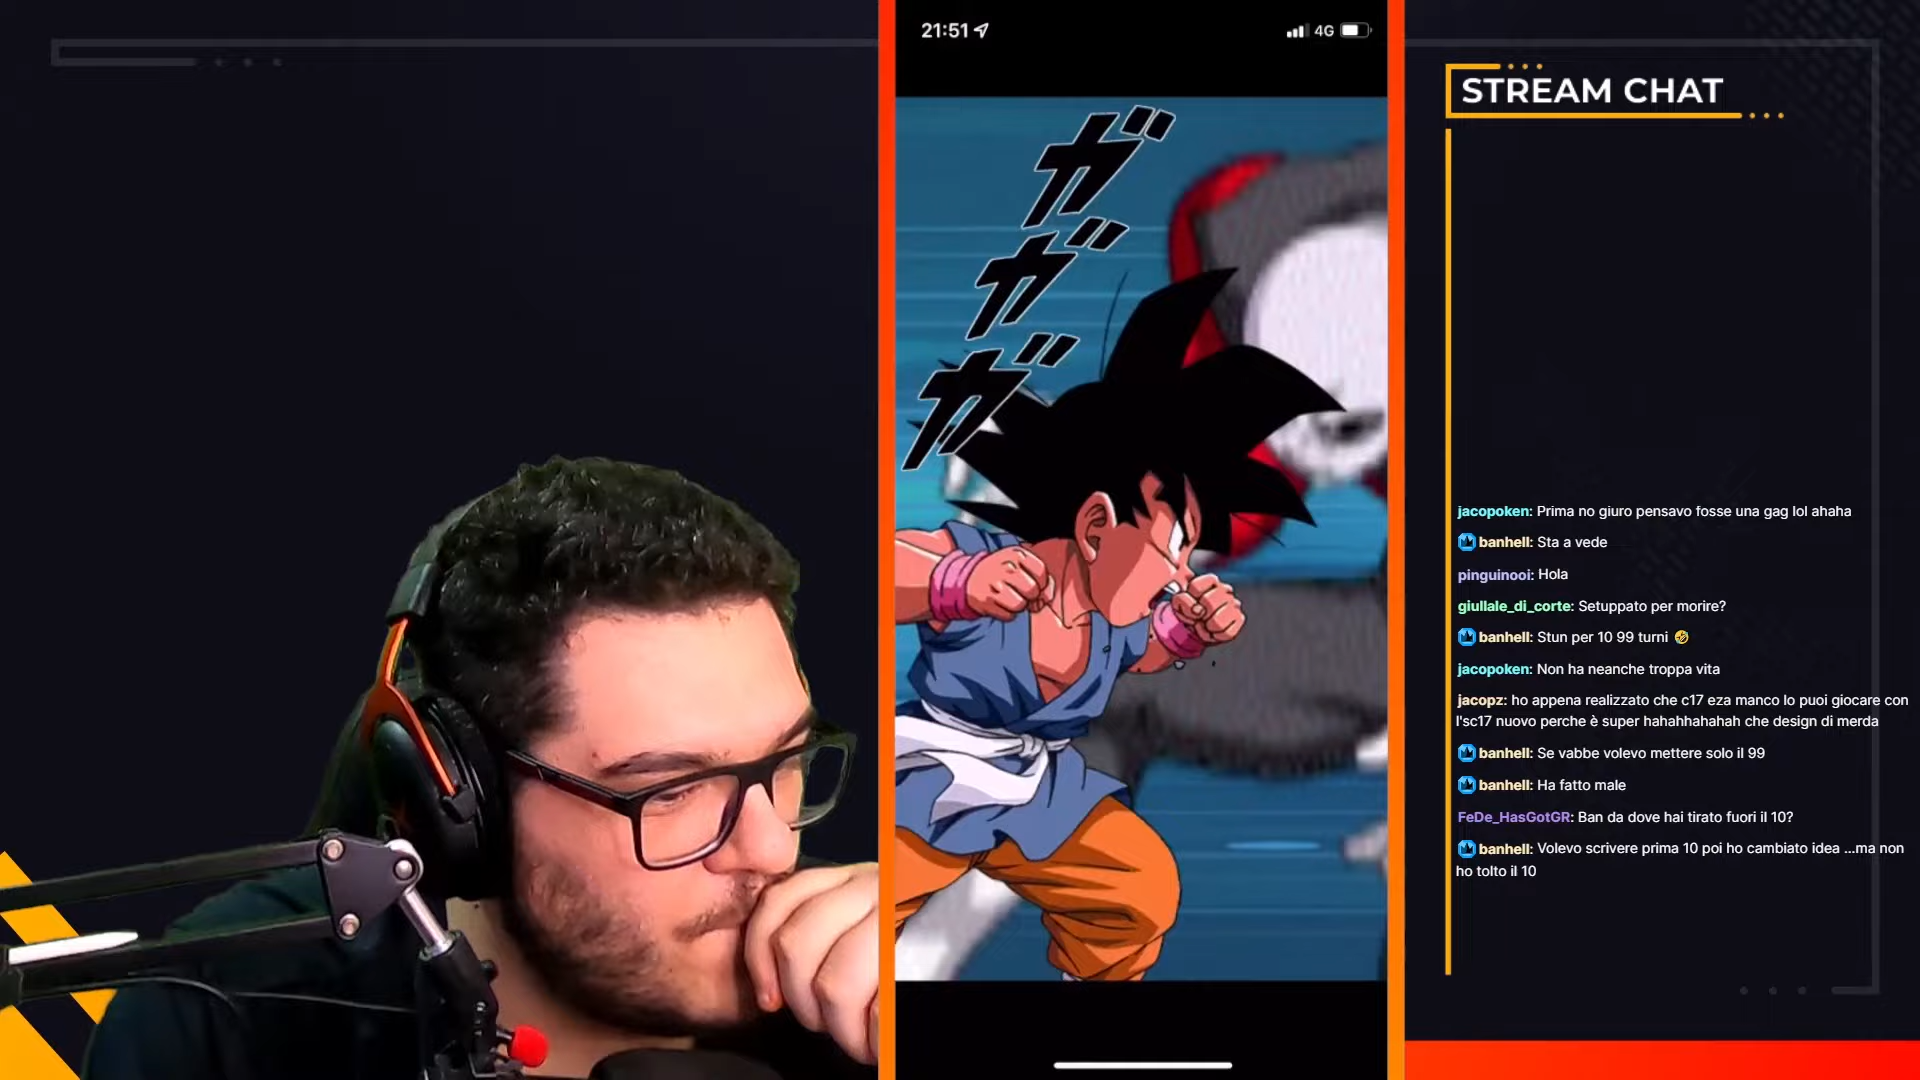 21:51
4G
ガ
ガ
ガ
STREAM CHAT
jacopoken: Prima no giuro pensavo fosse una gag lol ahaha
banhell: Sta a vede
pinguinooi: Hola
giullale_di_corte: Setuppato per morire?
banhell: Stun per 10 99 turni 🤣
jacopoken: Non ha neanche troppa vita
jacopz: ho appena realizzato che c17 eza manco lo puoi giocare con
l'sc17 nuovo perche è super hahahhahahah che design di merda
banhell: Se vabbe volevo mettere solo il 99
banhell: Ha fatto male
FeDe_HasGotGR: Ban da dove hai tirato fuori il 10?
banhell: Volevo scrivere prima 10 poi ho cambiato idea ...ma non
ho tolto il 10